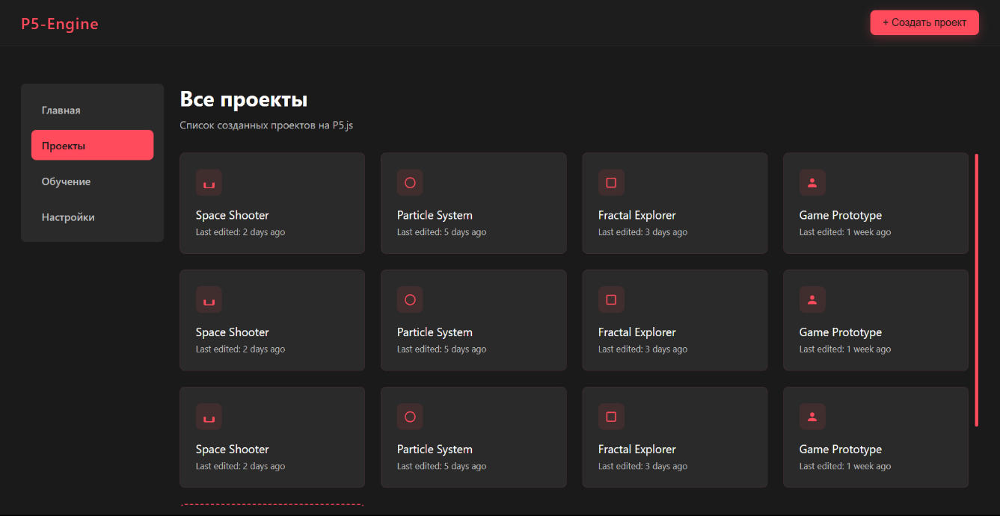 P5-Engine
+ Создать проект
Главная
Проекты
Обучение
Настройки
Все проекты
Список созданных проектов на P5.js
Space Shooter
Last edited: 2 days ago
Particle System
Last edited: 5 days ago
Fractal Explorer
Last edited: 3 days ago
Game Prototype
Last edited: 1 week ago
Space Shooter
Last edited: 2 days ago
Particle System
Last edited: 5 days ago
Fractal Explorer
Last edited: 3 days ago
Game Prototype
Last edited: 1 week ago
Space Shooter
Last edited: 2 days ago
Particle System
Last edited: 5 days ago
Fractal Explorer
Last edited: 3 days ago
Game Prototype
Last edited: 1 week ago